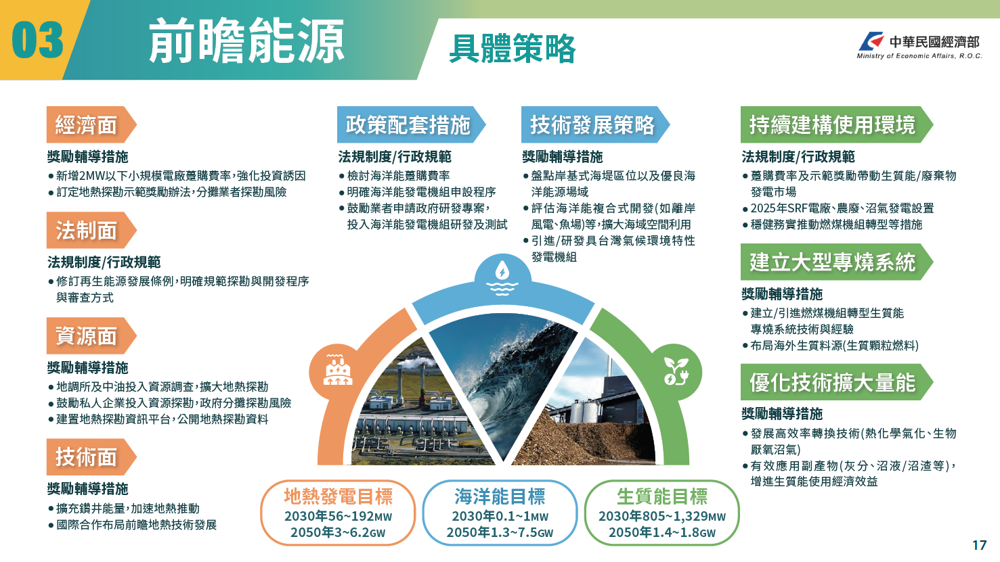 03
前瞻能源
具體策略
中華民國經濟部
Ministry of Economic Affairs, R.O.C.
經濟面
獎勵輔導措施
●新增2MW以下小規模電廠躉購費率，強化投資誘因
●訂定地熱探勘示範獎勵辦法，分攤業者探勘風險
法制面
法規制度/行政規範
●修訂再生能源發展條例，明確規範探勘與開發程序
與審查方式
資源面
獎勵輔導措施
●地調所及中油投入資源調查，擴大地熱探勘
●鼓勵私人企業投入資源探勘，政府分攤探勘風險
●建置地熱探勘資訊平台，公開地熱探勘資料
技術面
獎勵輔導措施
●擴充鑽井能量，加速地熱推動
●國際合作布局前瞻地熱技術發展
政策配套措施
法規制度/行政規範
●檢討海洋能躉購費率
●明確海洋能發電機組申設程序
●鼓勵業者申請政府研發專案，
投入海洋能發電機組研發及測試
技術發展策略
獎勵輔導措施
●盤點岸基式海堤區位以及優良海
洋能源場域
●評估海洋能複合式開發(如離岸
風電、魚場)等，擴大海域空間利用
●引進/研發具台灣氣候環境特性
發電機組
持續建構使用環境
法規制度/行政規範
●躉購費率及示範獎勵帶動生質能/廢棄物
發電市場
●2025年SRF電廠、農廢、沼氣發電設置
●穩健務實推動燃煤機組轉型等措施
建立大型專燒系統
獎勵輔導措施
●建立/引進燃煤機組轉型生質能
專燒系統技術與經驗
●布局海外生質料源(生質顆粒燃料)
優化技術擴大量能
獎勵輔導措施
●發展高效率轉換技術(熱化學氣化、生物
厭氧沼氣)
●有效應用副產物(灰分、沼液/沼渣等)，
增進生質能使用經濟效益
地熱發電目標
2030年56~192MW
2050年3~6.2GW
海洋能目標
2030年0.1~1MW
2050年1.3~7.5GW
生質能目標
2030年805~1,329MW
2050年1.4~1.8GW
17